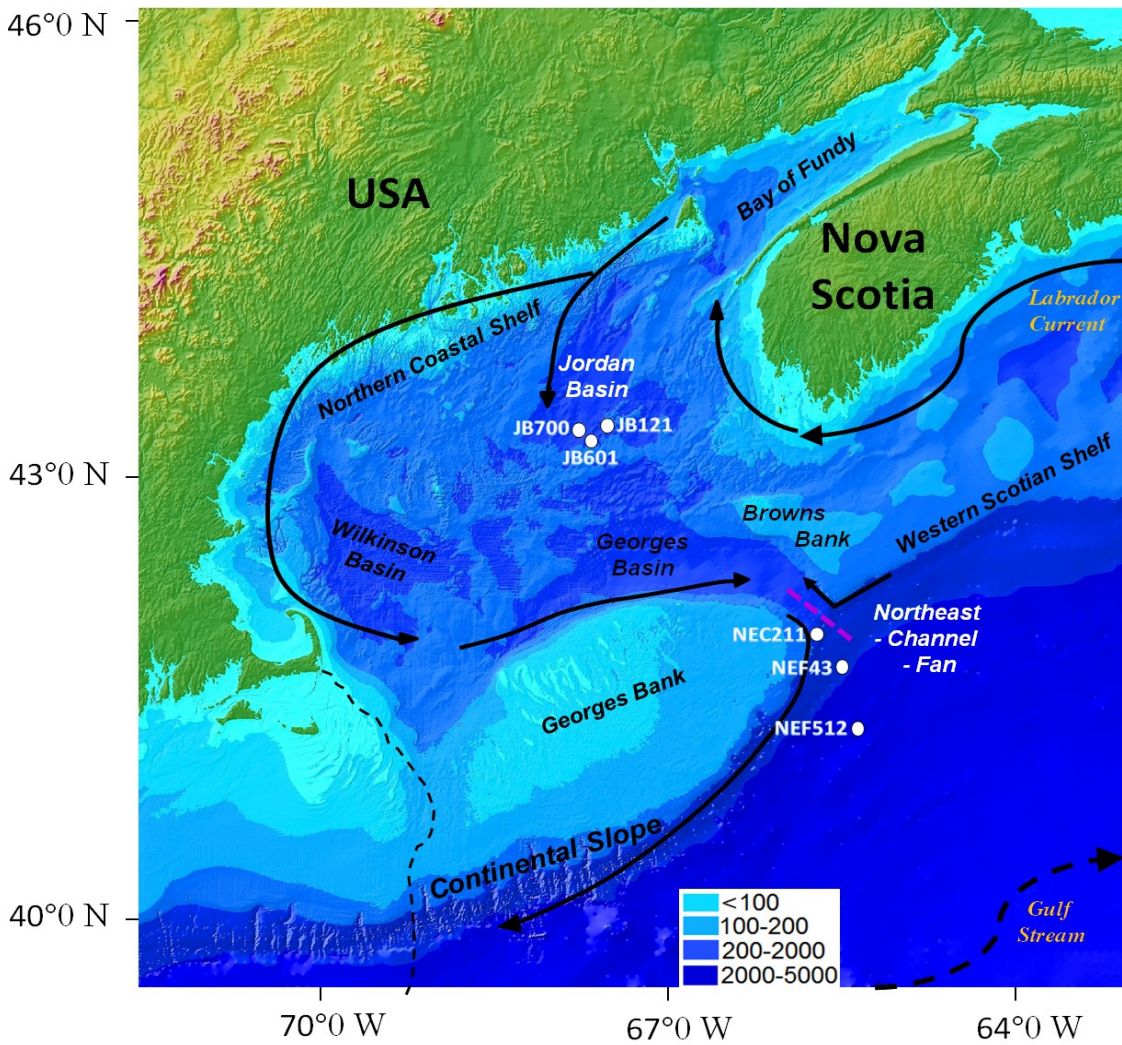 46°0 N
USA
Bay of Fundy
Nova
Scotia
Labrador
Current
Northern Coastal Shelf
Jordan
Basin
JB700
JB121
JB601
43°0 N
Western Scotian Shelf
Browns
Bank
Wilkinson
Basin
Georges
Basin
Northeast
- Channel
- Fan
NEC211
NEF43
Georges Bank
NEF512
Continental Slope
<100
100-200
200-2000
2000-5000
40°0 N
Gulf
Stream
70°0 W
67°0 W
64°0 W